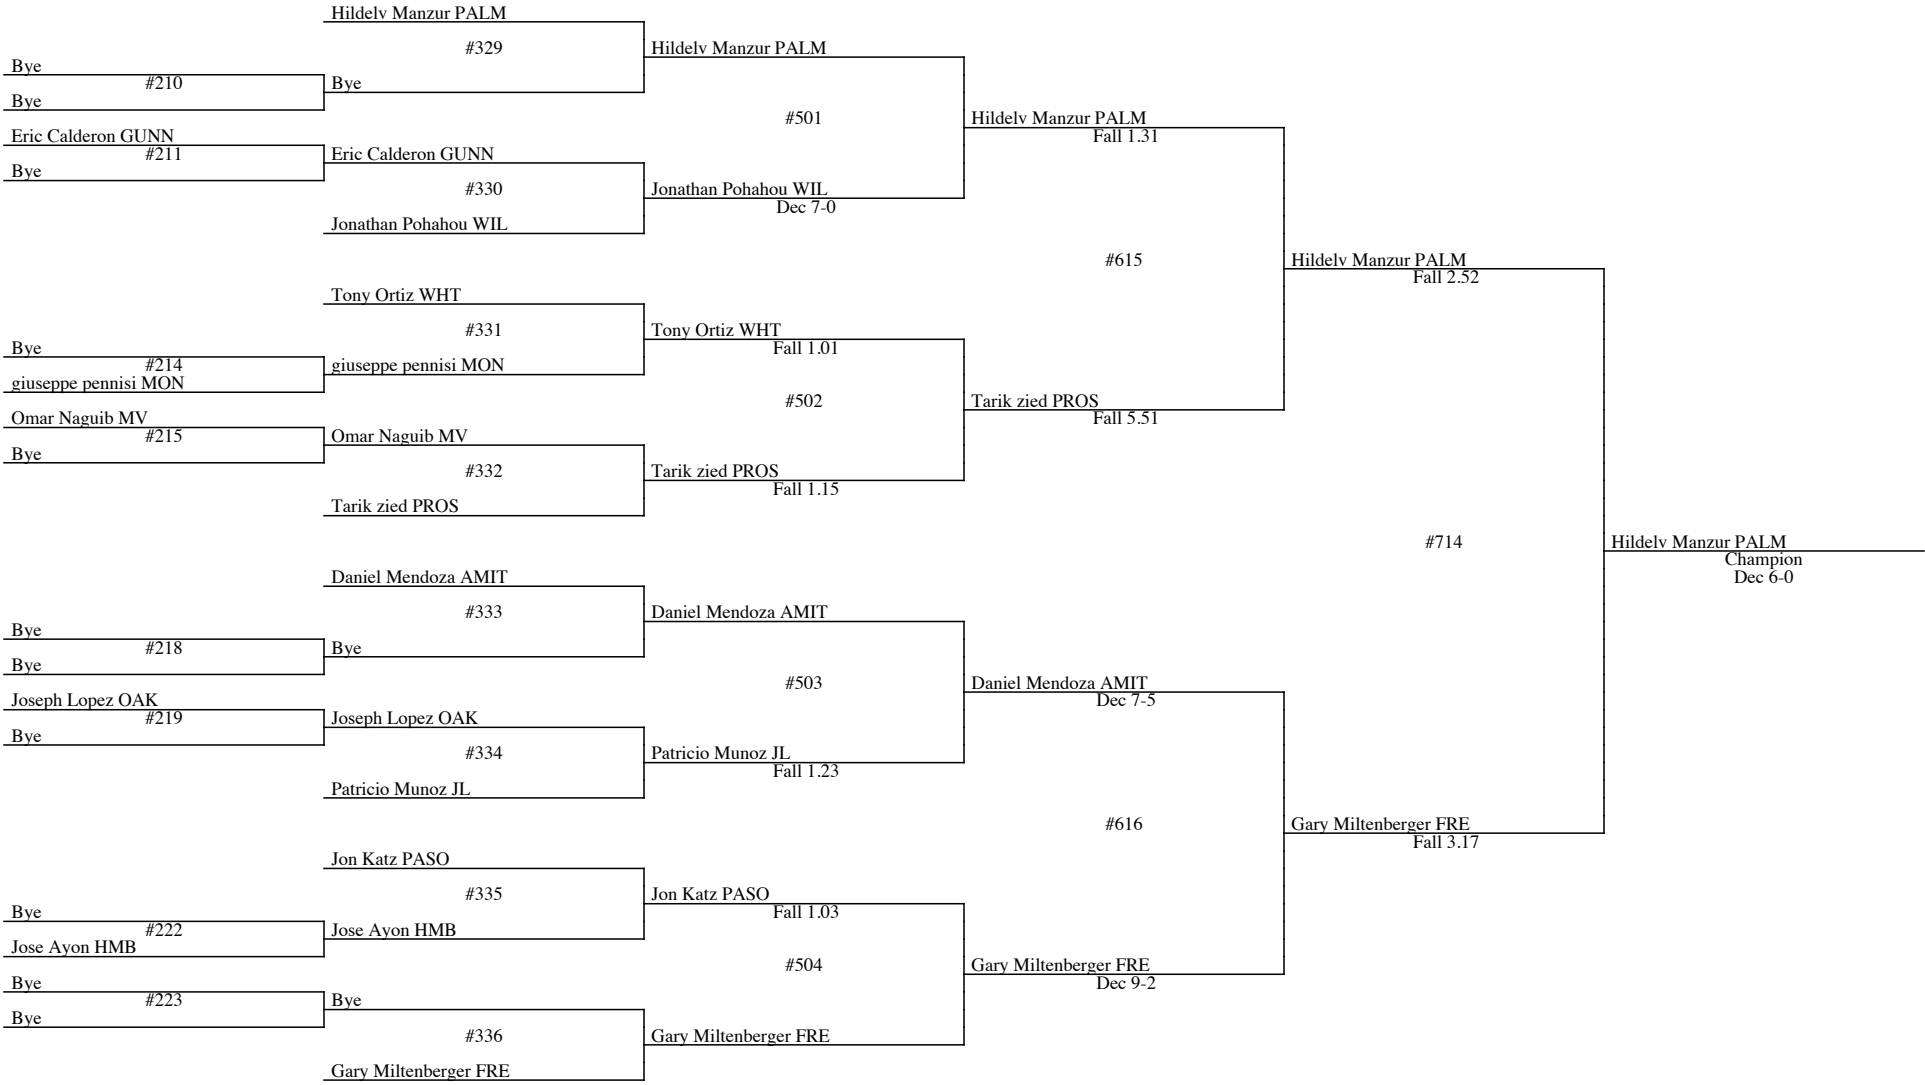 Hildelv Manzur PALM
#329
Hildelv Manzur PALM
Bye
#210
Bye
Bye
#501
Hildelv Manzur PALM
Fall 1.31
Eric Calderon GUNN
#211
Eric Calderon GUNN
Bye
#330
Jonathan Pohahou WIL
Dec 7-0
Jonathan Pohahou WIL
#615
Hildelv Manzur PALM
Fall 2.52
Tony Ortiz WHT
#331
Tony Ortiz WHT
Fall 1.01
Bye
#214
giuseppe pennisi MON
giuseppe pennisi MON
#502
Tarik zied PROS
Fall 5.51
Omar Naguib MV
#215
Omar Naguib MV
Bye
#332
Tarik zied PROS
Fall 1.15
Tarik zied PROS
#714
Hildelv Manzur PALM
Champion
Dec 6-0
Daniel Mendoza AMIT
#333
Daniel Mendoza AMIT
Bye
#218
Bye
Bye
#503
Daniel Mendoza AMIT
Dec 7-5
Joseph Lopez OAK
#219
Joseph Lopez OAK
Bye
#334
Patricio Munoz JL
Fall 1.23
Patricio Munoz JL
#616
Gary Miltenberger FRE
Fall 3.17
Jon Katz PASO
#335
Jon Katz PASO
Fall 1.03
Bye
#222
Jose Ayon HMB
Jose Ayon HMB
#504
Gary Miltenberger FRE
Dec 9-2
Bye
#223
Bye
Bye
#336
Gary Miltenberger FRE
Gary Miltenberger FRE